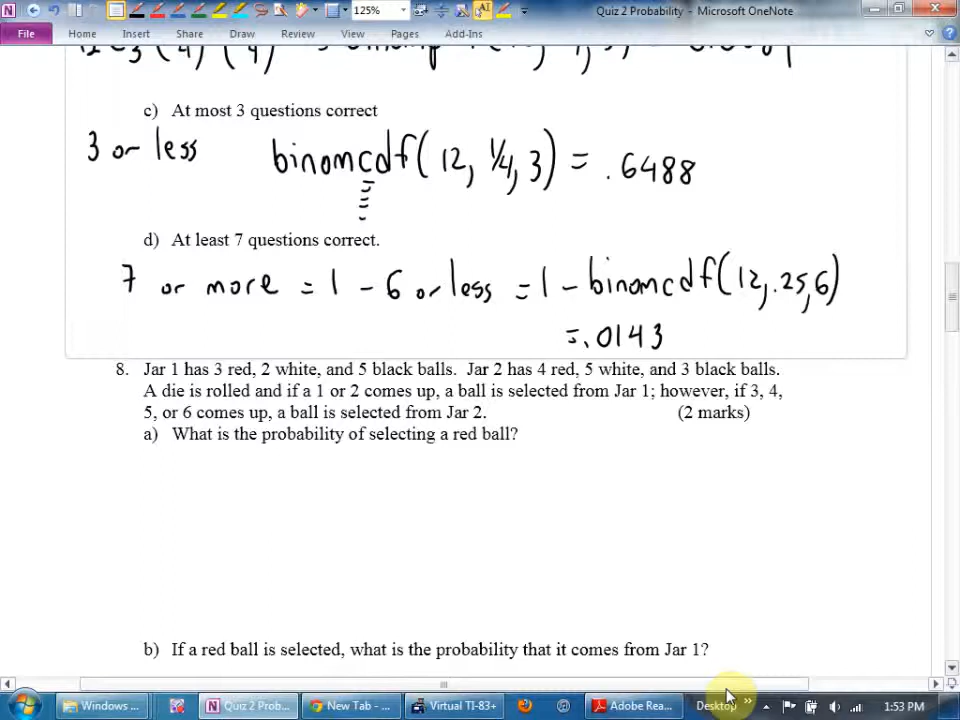 Quiz 2 Probability - Microsoft OneNote
125%
File Home Insert Share Draw Review View Pages Add-Ins
c) At most 3 questions correct
3 or less binomcdf(12, 1/4, 3) = .6488
d) At least 7 questions correct.
7 or more = 1 - 6 or less = 1 - binomcdf(12, .25, 6)
= .0143
8. Jar 1 has 3 red, 2 white, and 5 black balls. Jar 2 has 4 red, 5 white, and 3 black balls.
A die is rolled and if a 1 or 2 comes up, a ball is selected from Jar 1; however, if 3, 4,
5, or 6 comes up, a ball is selected from Jar 2. (2 marks)
a) What is the probability of selecting a red ball?
b) If a red ball is selected, what is the probability that it comes from Jar 1?
Windows ... Quiz 2 Prob... New Tab - ... Virtual TI-83+ Adobe Rea... Desktop » 1:53 PM